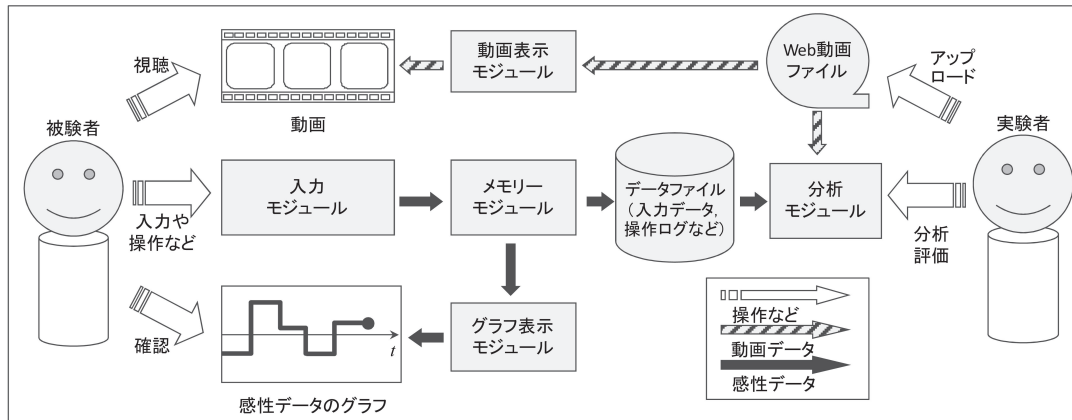 視聴
動画
動画表示
モジュール
Web動画
ファイル
アップ
ロード
被験者
実験者
入力や
操作など
入力
モジュール
メモリー
モジュール
データファイル
(入力データ,
操作ログなど)
分析
モジュール
分析
評価
確認
t
感性データのグラフ
グラフ表示
モジュール
操作など
動画データ
感性データ